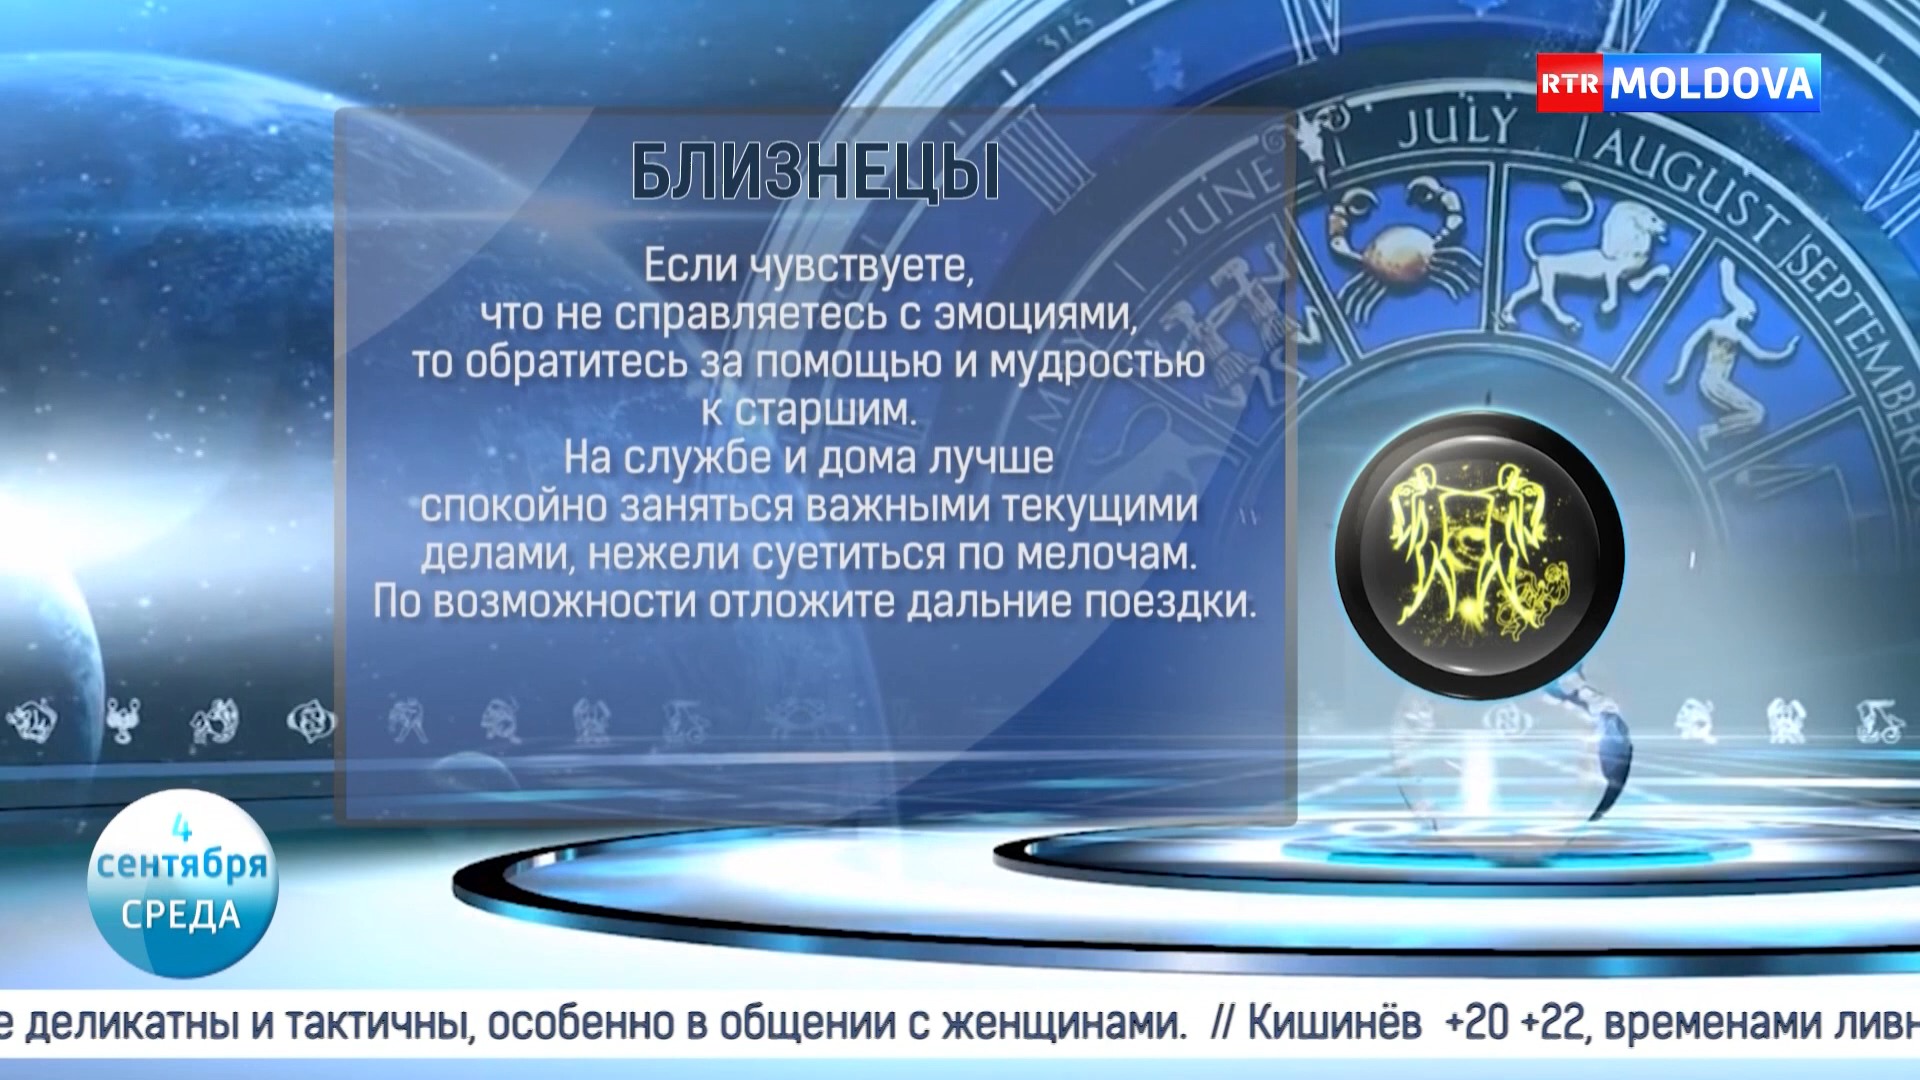 315
RTR MOLDOVA
JULY
AUGUST
JUNE
SEPTEMBER
MAY
БЛИЗНЕЦЫ
Если чувствуете,
что не справляетесь с эмоциями,
то обратитесь за помощью и мудростью
к старшим.
На службе и дома лучше
спокойно заняться важными текущими
делами, нежели суетиться по мелочам.
По возможности отложите дальние поездки.
4
сентября
СРЕДА
е деликатны и тактичны, особенно в общении с женщинами. // Кишинёв +20 +22, временами ливн